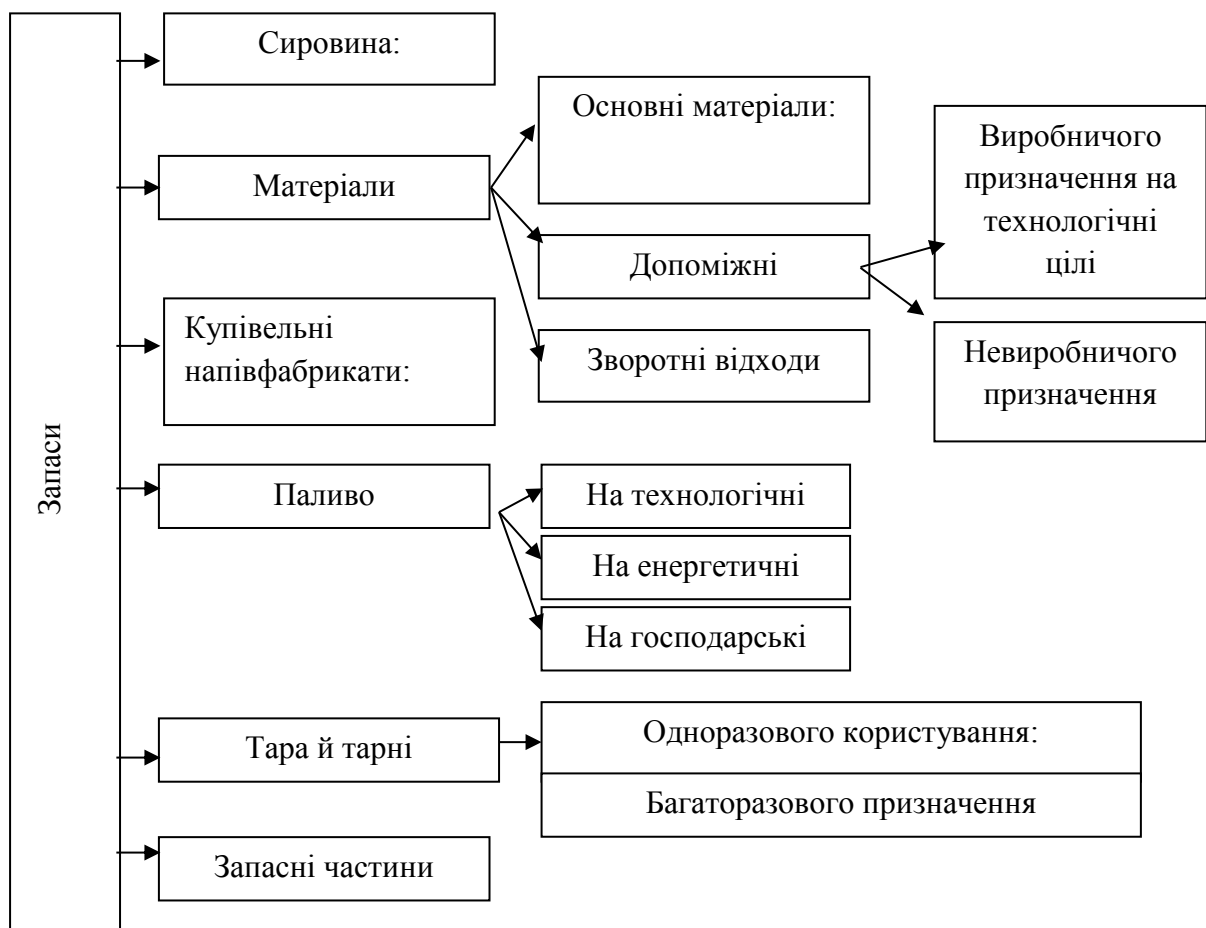 Запаси
Сировина:
Матеріали
Основні матеріали:
Допоміжні
Виробничого
призначення на
технологічні
цілі
Невиробничого
призначення
Зворотні відходи
Купівельні
напівфабрикати:
Паливо
На технологічні
На енергетичні
На господарські
Тара й тарні
Одноразового користування:
Багаторазового призначення
Запасні частини